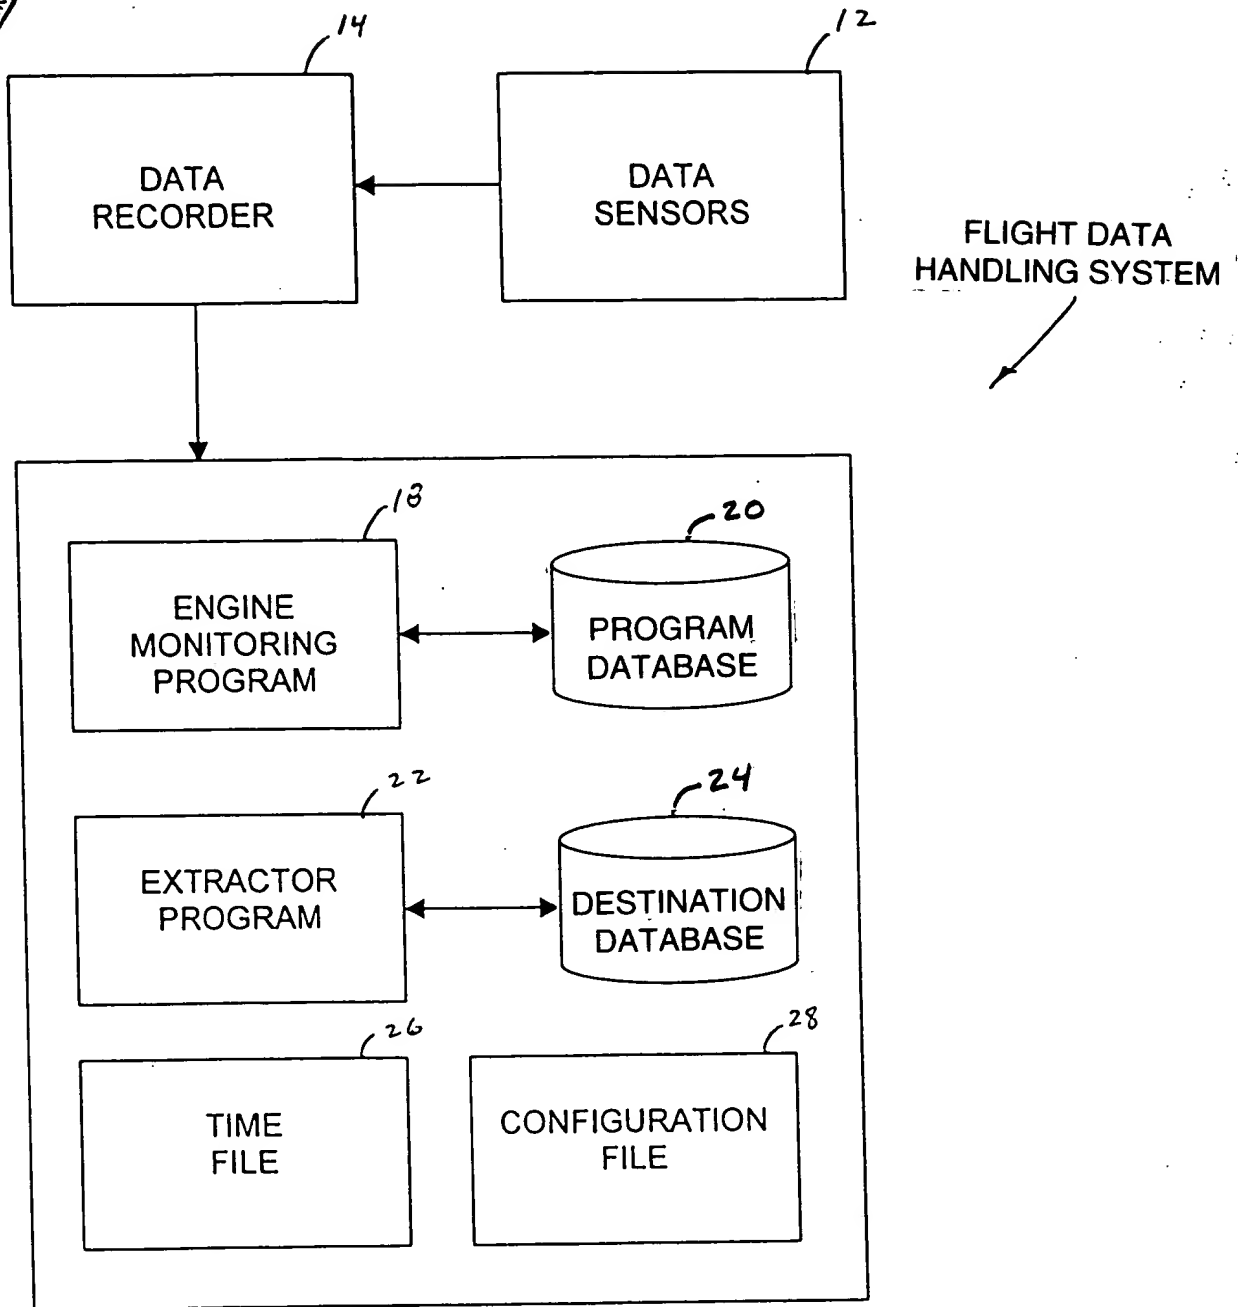 14
12
DATA
RECORDER
DATA
SENSORS
FLIGHT DATA
HANDLING SYSTEM
18
20
ENGINE
MONITORING
PROGRAM
PROGRAM
DATABASE
22
24
EXTRACTOR
PROGRAM
DESTINATION
DATABASE
26
28
TIME
FILE
CONFIGURATION
FILE